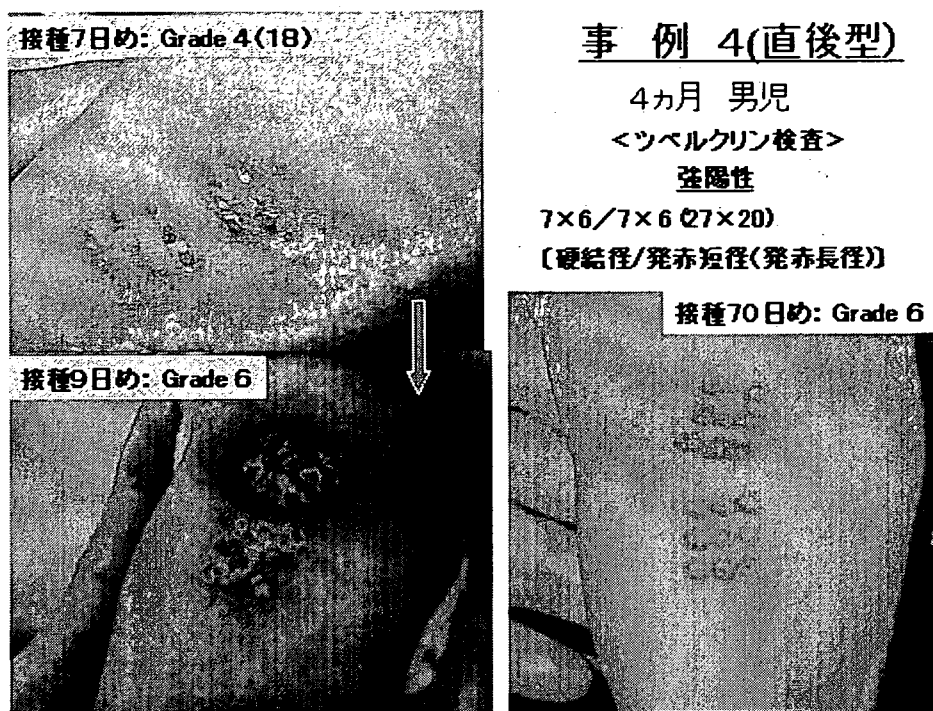 接種7日め: Grade 4(18)
事 例 4(直後型)
4ヵ月 男児
<ツベルクリン検査>
強陽性
7×6/7×6 (27×20)
〔硬結径/発赤短径(発赤長径)〕
接種70日め: Grade 6
接種9日め: Grade 6